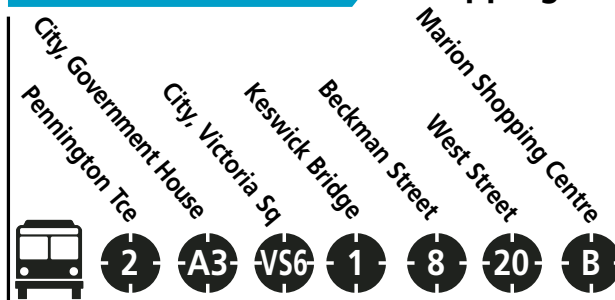 Pennington Tce
City, Government House
City, Victoria Sq
Keswick Bridge
Beckman Street
West Street
Marion Shopping Centre
2
A3
VS6
1
8
20
B